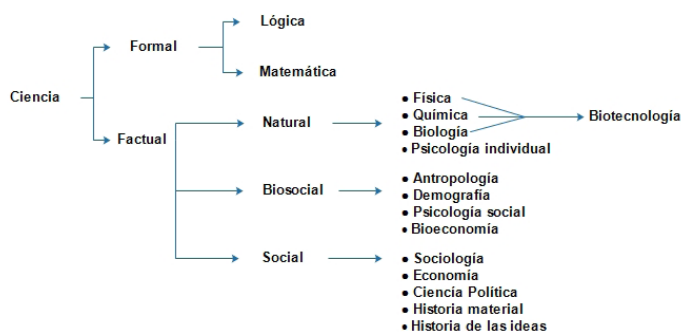 Ciencia
Formal
Lógica
Matemática
Factual
Natural
● Física
● Química
● Biología
● Psicología individual
Biotecnología
Biosocial
● Antropología
● Demografía
● Psicología social
● Bioeconomía
Social
● Sociología
● Economía
● Ciencía Política
● Historia material
● Historia de las ideas